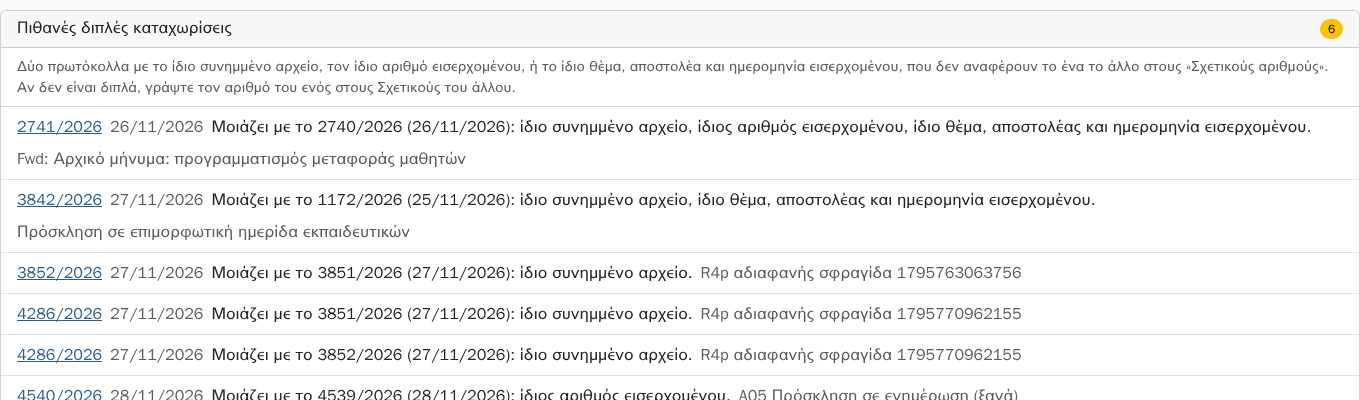 Πιθανές διπλές καταχωρίσεις 6
Δύο πρωτόκολλα με το ίδιο συνημμένο αρχείο, τον ίδιο αριθμό εισερχομένου, ή το ίδιο θέμα, αποστολέα και ημερομηνία εισερχομένου, που δεν αναφέρουν το ένα το άλλο στους «Σχετικούς αριθμούς».
Αν δεν είναι διπλά, γράψτε τον αριθμό του ενός στους Σχετικούς του άλλου.
2741/2026 26/11/2026 Μοιάζει με το 2740/2026 (26/11/2026): ίδιο συνημμένο αρχείο, ίδιος αριθμός εισερχομένου, ίδιο θέμα, αποστολέας και ημερομηνία εισερχομένου.
Fwd: Αρχικό μήνυμα: προγραμματισμός μεταφοράς μαθητών
3842/2026 27/11/2026 Μοιάζει με το 1172/2026 (25/11/2026): ίδιο συνημμένο αρχείο, ίδιο θέμα, αποστολέας και ημερομηνία εισερχομένου.
Πρόσκληση σε επιμορφωτική ημερίδα εκπαιδευτικών
3852/2026 27/11/2026 Μοιάζει με το 3851/2026 (27/11/2026): ίδιο συνημμένο αρχείο. R4p αδιαφανής σφραγίδα 1795763063756
4286/2026 27/11/2026 Μοιάζει με το 3851/2026 (27/11/2026): ίδιο συνημμένο αρχείο. R4p αδιαφανής σφραγίδα 1795770962155
4286/2026 27/11/2026 Μοιάζει με το 3852/2026 (27/11/2026): ίδιο συνημμένο αρχείο. R4p αδιαφανής σφραγίδα 1795770962155
4540/2026 28/11/2026 Μοιάζει με το 4539/2026 (28/11/2026): ίδιος αριθμός εισερχομένου. A05 Πρόσκληση σε ενημέρωση (ξανά)